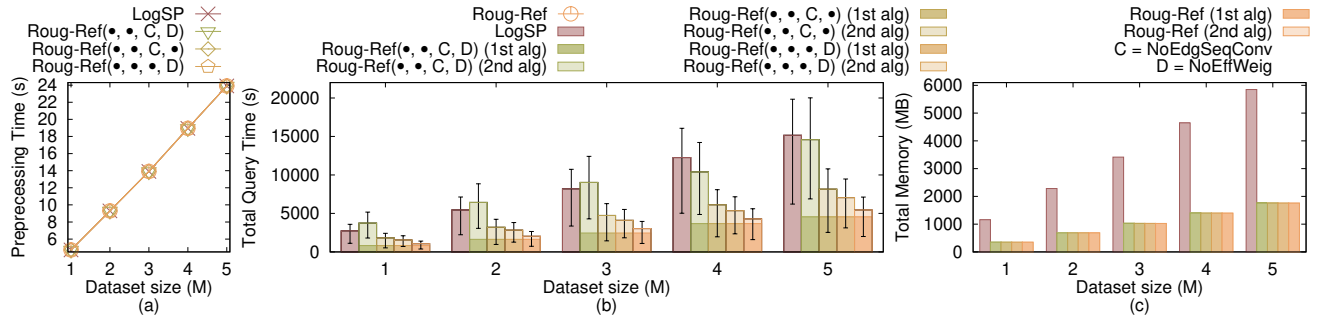 LogSP
Roug-Ref(•, •, C, D)
Roug-Ref(•, •, C, •)
Roug-Ref(•, •, •, D)
Preprecessing Time (s)
24
22
20
18
16
14
12
10
8
6
1 2 3 4 5
Dataset size (M)
(a)
Roug-Ref
LogSP
Roug-Ref(•, •, C, D) (1st alg)
Roug-Ref(•, •, C, D) (2nd alg)
Roug-Ref(•, •, C, •) (1st alg)
Roug-Ref(•, •, C, •) (2nd alg)
Roug-Ref(•, •, •, D) (1st alg)
Roug-Ref(•, •, •, D) (2nd alg)
Total Query Time (s)
20000
15000
10000
5000
0
1 2 3 4 5
Dataset size (M)
(b)
Roug-Ref (1st alg)
Roug-Ref (2nd alg)
C = NoEdgSeqConv
D = NoEffWeig
Total Memory (MB)
6000
5000
4000
3000
2000
1000
0
1 2 3 4 5
Dataset size (M)
(c)